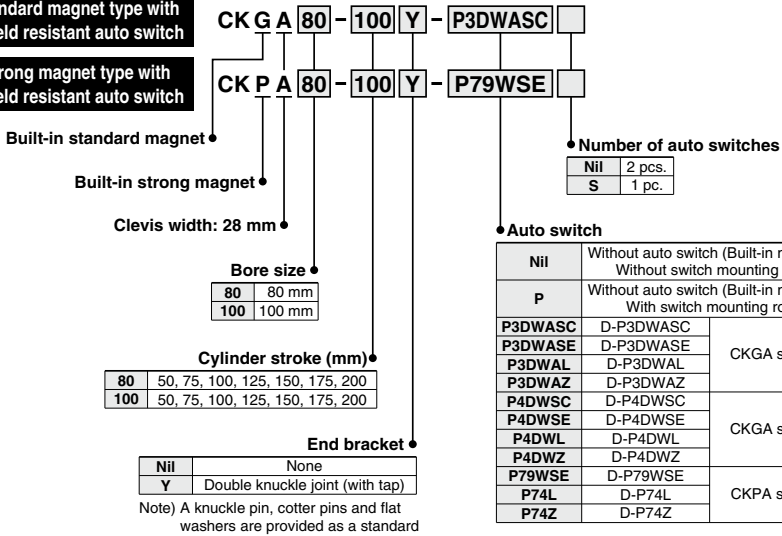 ndard magnet type with
eld resistant auto switch
CK G A 80 - 100 Y - P3DWASC
rong magnet type with
eld resistant auto switch
CK P A 80 - 100 Y - P79WSE
Built-in standard magnet
Built-in strong magnet
Clevis width: 28 mm
Bore size
80 80 mm
100 100 mm
Cylinder stroke (mm)
80 50, 75, 100, 125, 150, 175, 200
100 50, 75, 100, 125, 150, 175, 200
End bracket
Nil None
Y Double knuckle joint (with tap)
Note) A knuckle pin, cotter pins and flat
washers are provided as a standard
Number of auto switches
Nil 2 pcs.
S 1 pc.
Auto switch
Nil Without auto switch (Built-in
Without switch mounting
P Without auto switch (Built-in
With switch mounting ro
P3DWASC D-P3DWASC CKGA s
P3DWASE D-P3DWASE
P3DWAL D-P3DWAL
P3DWAZ D-P3DWAZ
P4DWSC D-P4DWSC CKGA s
P4DWSE D-P4DWSE
P4DWL D-P4DWL
P4DWZ D-P4DWZ
P79WSE D-P79WSE CKPA s
P74L D-P74L
P74Z D-P74Z